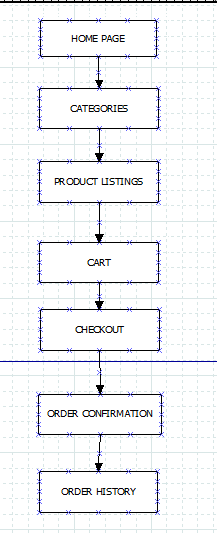 HOME PAGE
CATEGORIES
PRODUCT LISTINGS
CART
CHECKOUT
ORDER CONFIRMATION
ORDER HISTORY